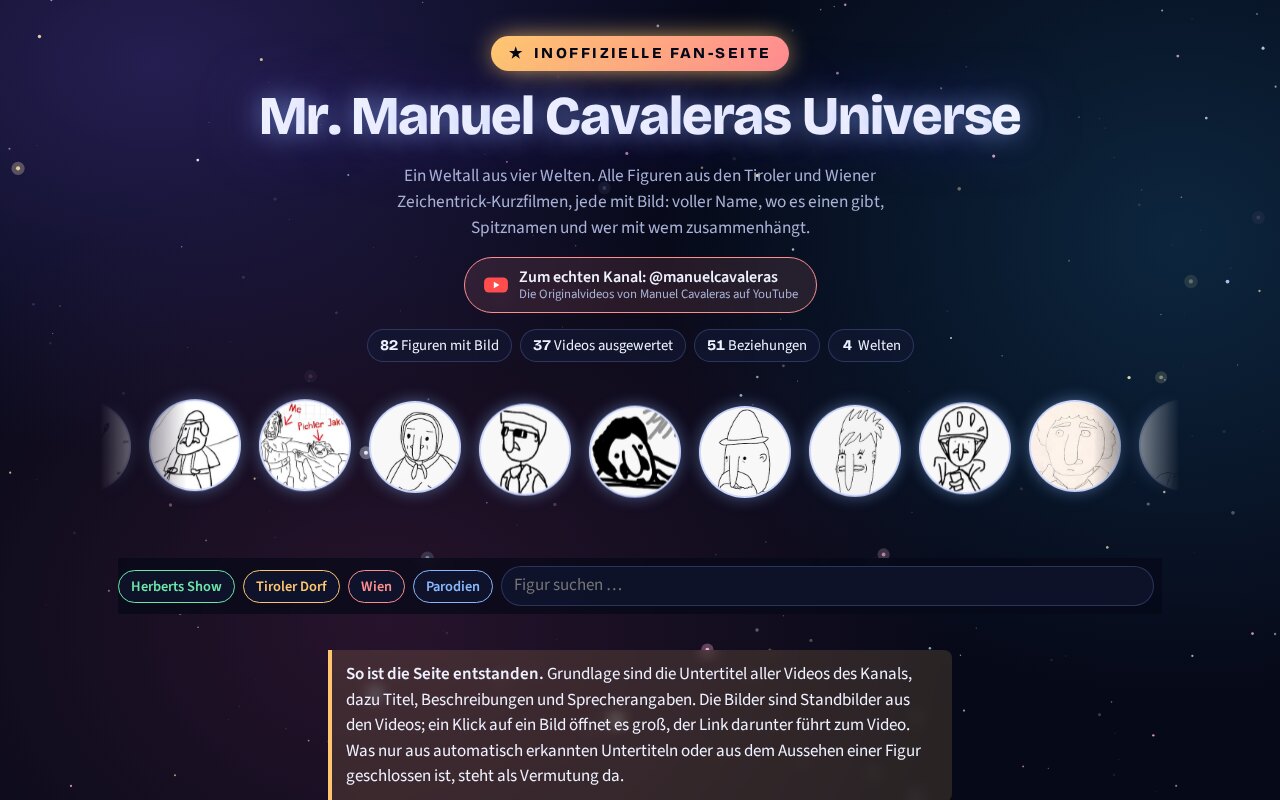 ★ INOFFIZIELLE FAN-SEITE
Mr. Manuel Cavaleras Universe
Ein Weltall aus vier Welten. Alle Figuren aus den Tiroler und Wiener
Zeichentrick-Kurzfilmen, jede mit Bild: voller Name, wo es einen gibt,
Spitznamen und wer mit wem zusammenhängt.
Zum echten Kanal: @manuelcavaleras
Die Originalvideos von Manuel Cavaleras auf YouTube
82 Figuren mit Bild
37 Videos ausgewertet
51 Beziehungen
4 Welten
Me
Pichler Jak
Herberts Show
Tiroler Dorf
Wien
Parodien
Figur suchen …
So ist die Seite entstanden. Grundlage sind die Untertitel aller Videos des Kanals,
dazu Titel, Beschreibungen und Sprecherangaben. Die Bilder sind Standbilder aus
den Videos; ein Klick auf ein Bild öffnet es groß, der Link darunter führt zum Video.
Was nur aus automatisch erkannten Untertiteln oder aus dem Aussehen einer Figur
geschlossen ist, steht als Vermutung da.